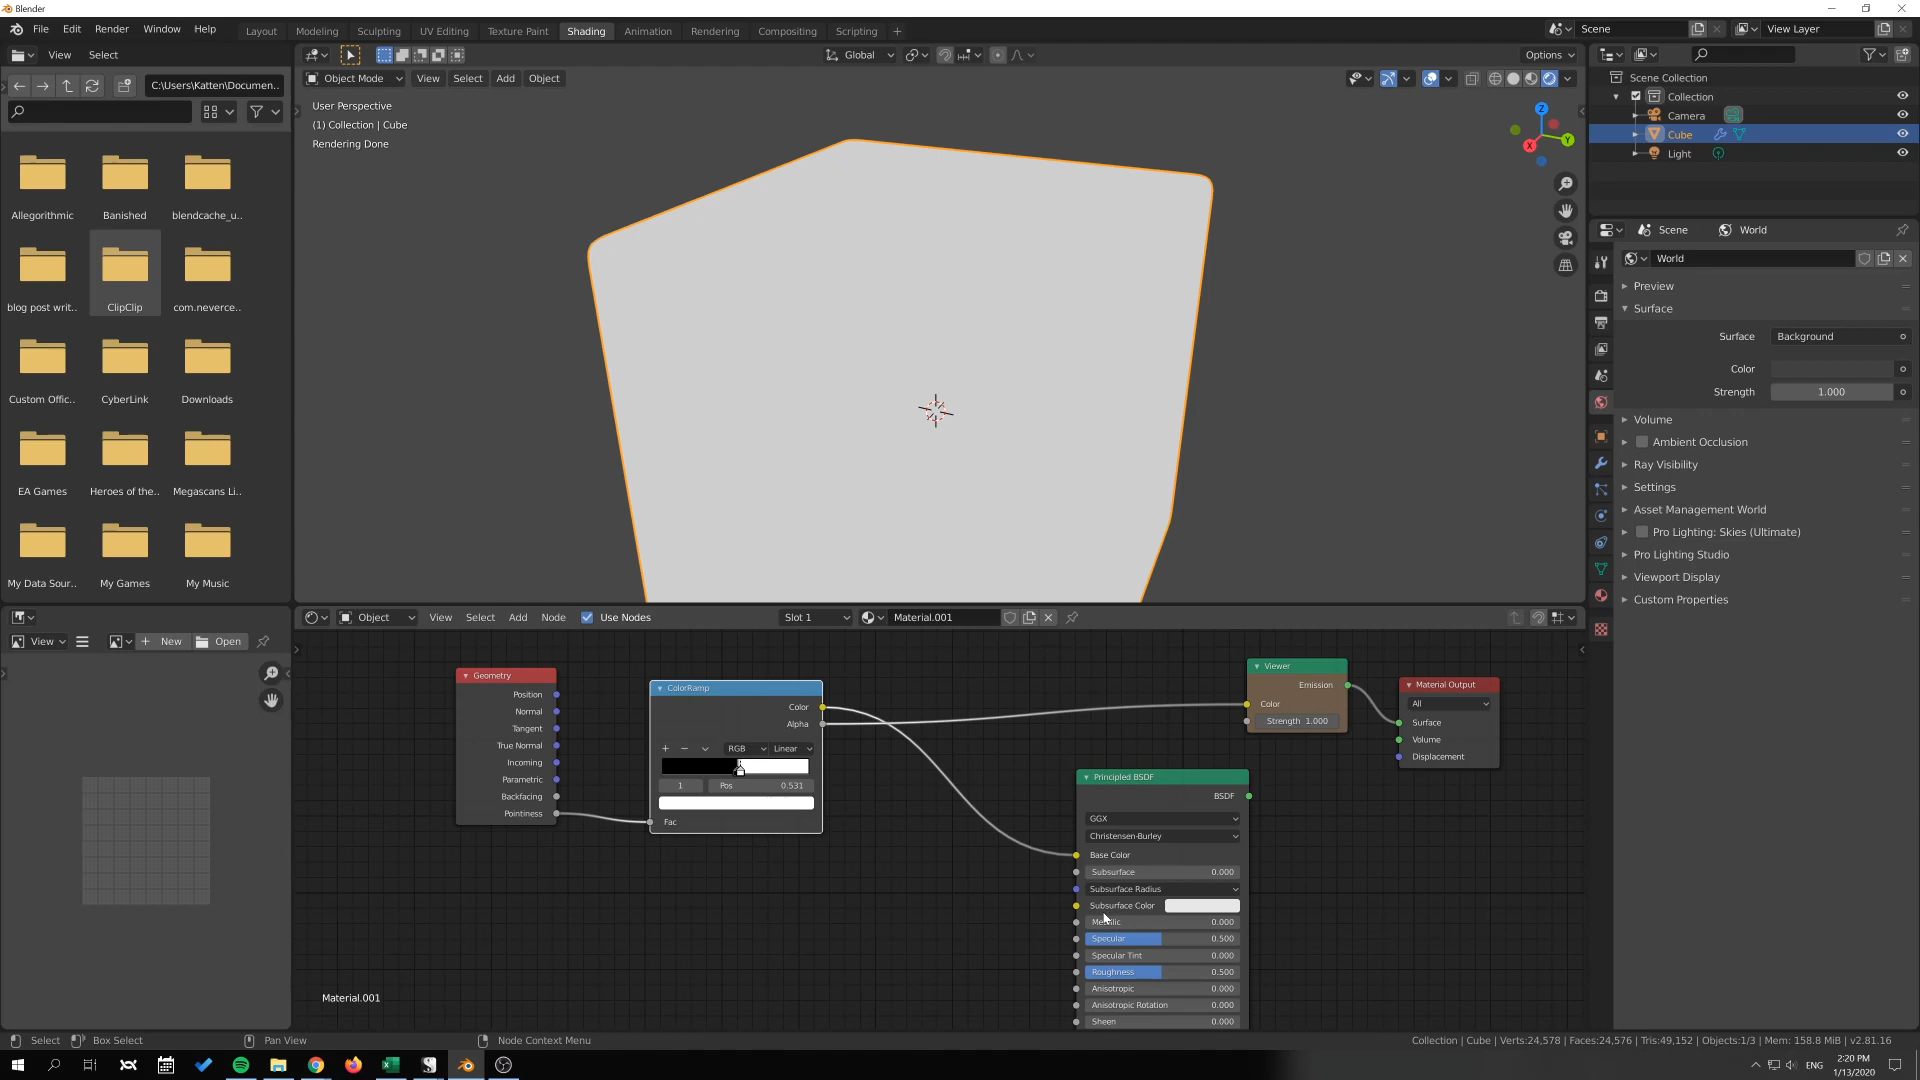 Blender
File Edit Render Window Help
Layout Modeling Sculpting UV Editing Texture Paint Shading Animation Rendering Compositing Scripting +
Scene
View Layer
View Select
Global
Options
C:\Users\Katten\Documen..
Object Mode View Select Add Object
User Perspective
(1) Collection | Cube
Rendering Done
Z
Y
X
Allegorithmic Banished blendcache_u..
blog post writ.. ClipClip com.neverce..
Custom Offic.. CyberLink Downloads
EA Games Heroes of the.. Megascans Li..
My Data Sour.. My Games My Music
Scene Collection
Collection
Camera
Cube
Light
Scene World
World
Preview
Surface
Surface Background
Color
Strength 1.000
Volume
Ambient Occlusion
Ray Visibility
Settings
Asset Management World
Pro Lighting: Skies (Ultimate)
Pro Lighting Studio
Viewport Display
Custom Properties
View New Open
Object View Select Add Node Use Nodes Slot 1 Material.001
Geometry
Position
Normal
Tangent
True Normal
Incoming
Parametric
Backfacing
Pointiness
ColorRamp
Color
Alpha
+ − RGB Linear
1 Pos 0.531
Fac
Viewer
Emission
Color
Strength 1.000
Material Output
All
Surface
Volume
Displacement
Principled BSDF
BSDF
GGX
Christensen-Burley
Base Color
Subsurface 0.000
Subsurface Radius
Subsurface Color
Metallic 0.000
Specular 0.500
Specular Tint 0.000
Roughness 0.500
Anisotropic 0.000
Anisotropic Rotation 0.000
Sheen 0.000
Material.001
Select Box Select Pan View Node Context Menu
Collection | Cube | Verts:24,578 | Faces:24,576 | Tris:49,152 | Objects:1/3 | Mem: 158.8 MiB | v2.81.16
ENG
2:20 PM
1/13/2020